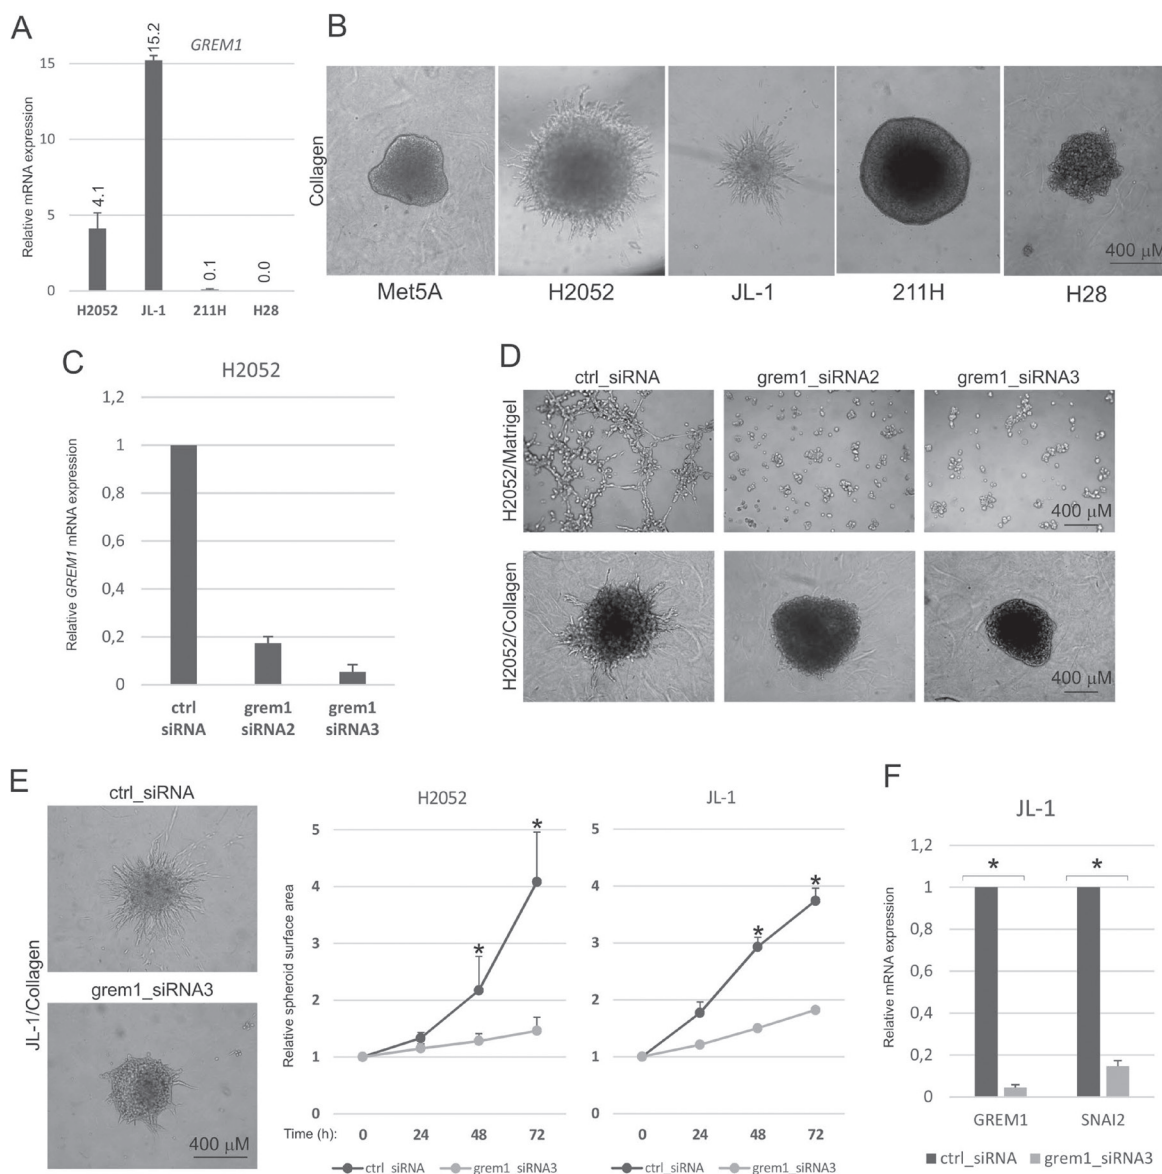 A
GREM1
Relative mRNA expression
15
10
5
0
4.1
15.2
0.1
0.0
H2052
JL-1
211H
H28
B
Collagen
400 µM
Met5A
H2052
JL-1
211H
H28
C
H2052
Relative GREM1 mRNA expression
1,2
1
0,8
0,6
0,4
0,2
0
ctrl siRNA
grem1 siRNA2
grem1 siRNA3
D
ctrl_siRNA
grem1_siRNA2
grem1_siRNA3
H2052/Matrigel
400 µM
H2052/Collagen
400 µM
E
JL-1/Collagen
ctrl_siRNA
grem1_siRNA3
400 µM
H2052
Relative spheroid surface area
5
4
3
2
1
0
*
*
Time (h):
0
24
48
72
ctrl_siRNA
grem1_siRNA3
JL-1
5
4
3
2
1
0
*
*
0
24
48
72
ctrl_siRNA
grem1_siRNA3
F
JL-1
Relative mRNA expression
1,2
1
0,8
0,6
0,4
0,2
0
*
*
GREM1
SNAI2
ctrl_siRNA
grem1_siRNA3